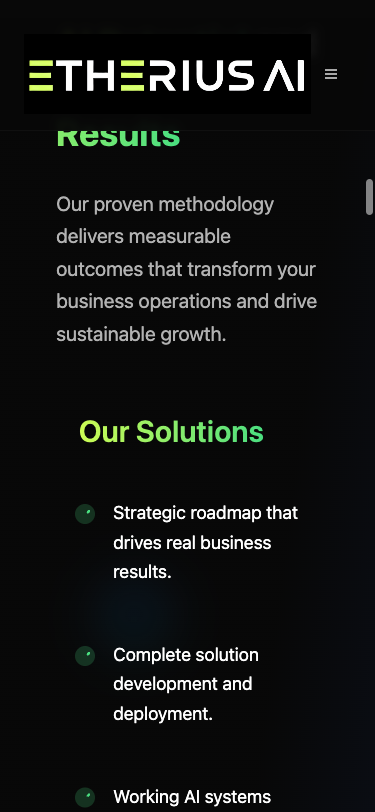 ETHERIUS AI
Results
Our proven methodology
delivers measurable
outcomes that transform your
business operations and drive
sustainable growth.
Our Solutions
Strategic roadmap that
drives real business
results.
Complete solution
development and
deployment.
Working AI systems